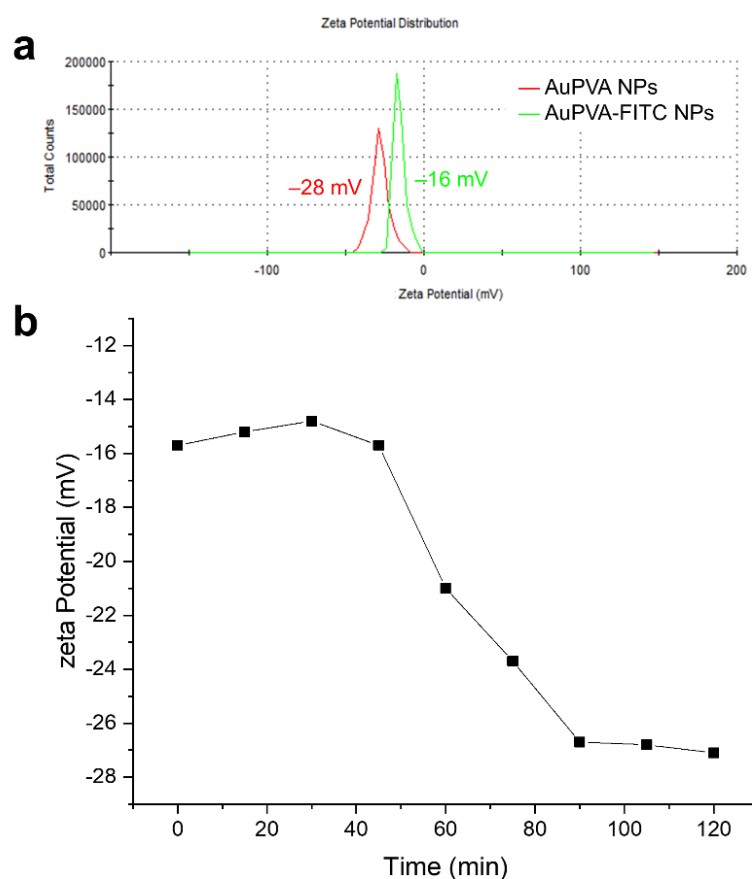 Zeta Potential Distribution
a
200000
150000
100000
50000
0
Total Counts
AuPVA NPs
AuPVA-FITC NPs
–28 mV
–16 mV
-100
0
100
200
Zeta Potential (mV)
b
-12
-14
-16
-18
-20
-22
-24
-26
-28
zeta Potential (mV)
0
20
40
60
80
100
120
Time (min)